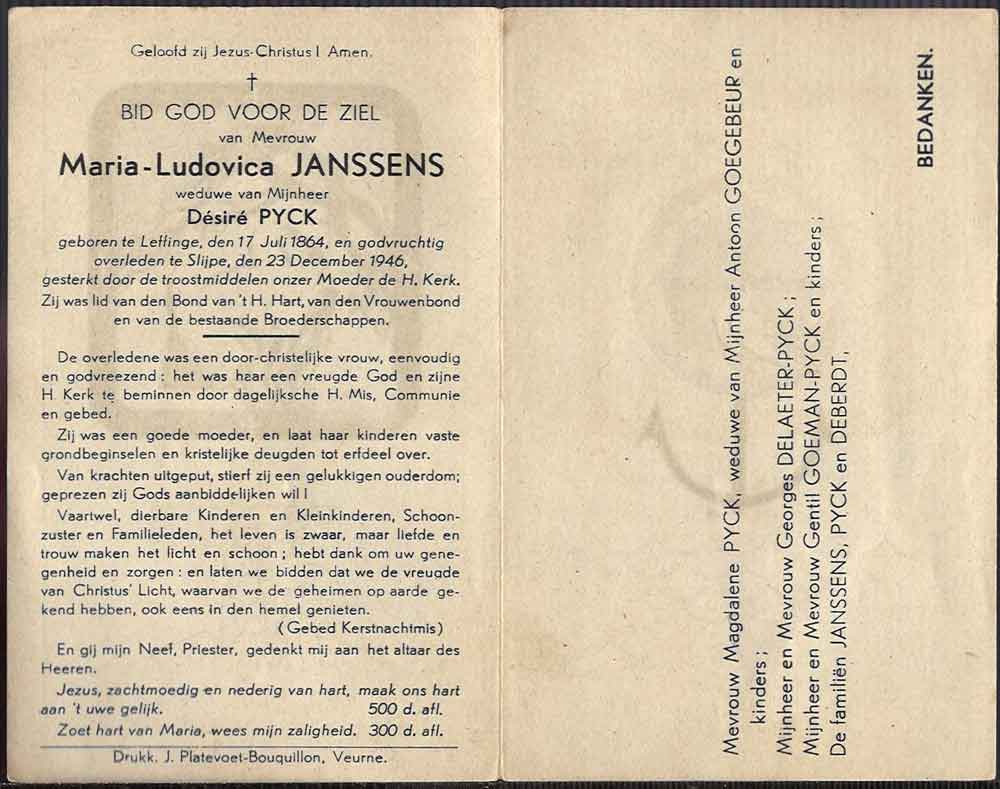 Geloofd zij Jezus-Christus ! Amen.
†
BID GOD VOOR DE ZIEL
van Mevrouw
Maria-Ludovica JANSSENS
weduwe van Mijnheer
Désiré PYCK
geboren te Leffinge, den 17 Juli 1864, en godvruchtig
overleden te Slijpe, den 23 December 1946,
gesterkt door de troostmiddelen onzer Moeder de H. Kerk.
Zij was lid van den Bond van 't H. Hart, van den Vrouwenbond
en van de bestaande Broederschappen.
De overledene was een door-christelijke vrouw, eenvoudig
en godvreezend : het was haar een vreugde God en zijne
H Kerk te beminnen door dagelijksche H. Mis, Communie
en gebed.
Zij was een goede moeder, en laat haar kinderen vaste
grondbeginselen en kristelijke deugden tot erfdeel over.
Van krachten uitgeput, stierf zij een gelukkigen ouderdom;
geprezen zij Gods aanbiddelijken wil !
Vaartwel, dierbare Kinderen en Kleinkinderen, Schoon-
zuster en Familieleden, het leven is zwaar, maar liefde en
trouw maken het licht en schoon ; hebt dank om uw gene-
genheid en zorgen : en laten we bidden dat we de vreugde
van Christus' Licht, waarvan we de geheimen op aarde ge-
kend hebben, ook eens in den hemel genieten.
(Gebed Kerstnachtmis)
En gij mijn Neef, Priester, gedenkt mij aan het altaar des
Heeren.
Jezus, zachtmoedig en nederig van hart, maak ons hart
aan 't uwe gelijk. 500 d. afl.
Zoet hart van Maria, wees mijn zaligheid. 300 d. afl.
Drukk. J. Platevoet-Bouquillon, Veurne.
Mevrouw Magdalene PYCK, weduwe van Mijnheer Antoon GOEGEBEUR en
kinders ;
Mijnheer en Mevrouw Georges DELAETER-PYCK ;
Mijnheer en Mevrouw Gentil GOEMAN-PYCK en kinders ;
De familiën JANSSENS, PYCK en DEBERDT,
BEDANKEN.